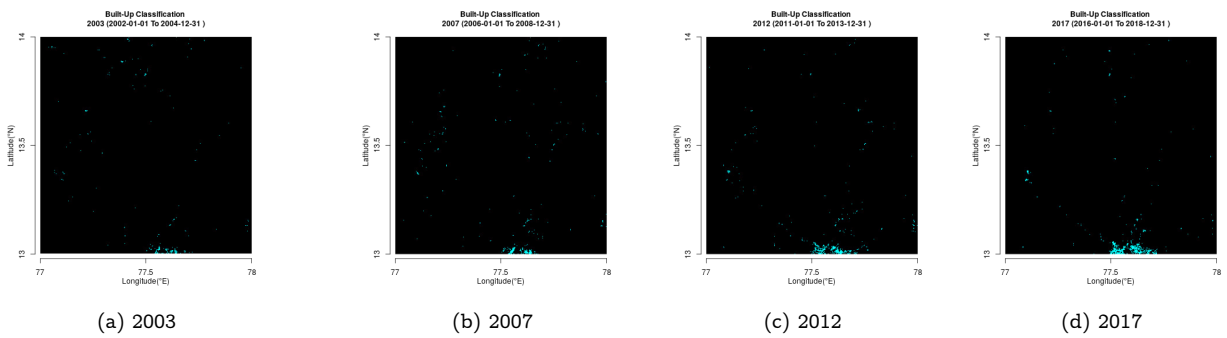 Built-Up Classification
2003 (2002-01-01 To 2004-12-31 )
14
13.5
13
Latitude(°N)
77
77.5
78
Longitude(°E)
(a) 2003
Built-Up Classification
2007 (2006-01-01 To 2008-12-31 )
14
13.5
13
Latitude(°N)
77
77.5
78
Longitude(°E)
(b) 2007
Built-Up Classification
2012 (2011-01-01 To 2013-12-31 )
14
13.5
13
Latitude(°N)
77
77.5
78
Longitude(°E)
(c) 2012
Built-Up Classification
2017 (2016-01-01 To 2018-12-31 )
14
13.5
13
Latitude(°N)
77
77.5
78
Longitude(°E)
(d) 2017